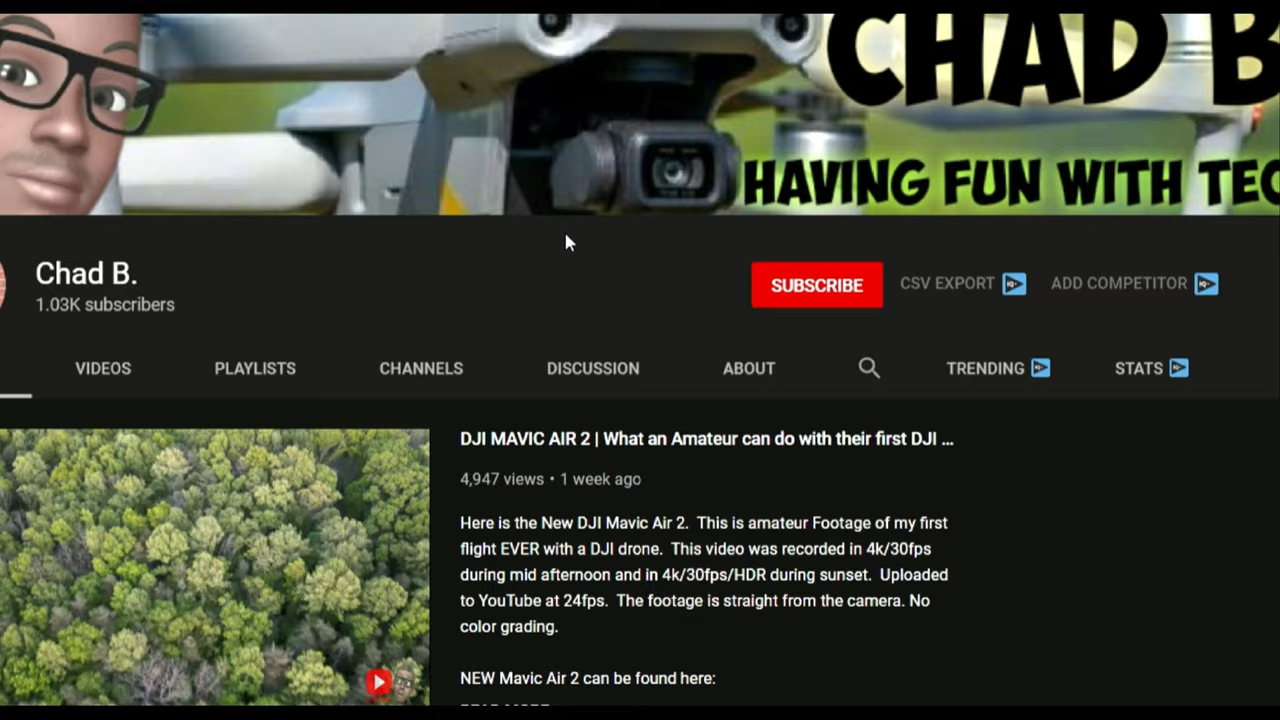 CHAD B
HAVING FUN WITH TEC
Chad B.
1.03K subscribers
SUBSCRIBE
CSV EXPORT
ADD COMPETITOR
VIDEOS
PLAYLISTS
CHANNELS
DISCUSSION
ABOUT
TRENDING
STATS
DJI MAVIC AIR 2 | What an Amateur can do with their first DJI ...
4,947 views • 1 week ago
Here is the New DJI Mavic Air 2.  This is amateur Footage of my first
flight EVER with a DJI drone.  This video was recorded in 4k/30fps
during mid afternoon and in 4k/30fps/HDR during sunset.  Uploaded
to YouTube at 24fps.  The footage is straight from the camera. No
color grading.
NEW Mavic Air 2 can be found here: